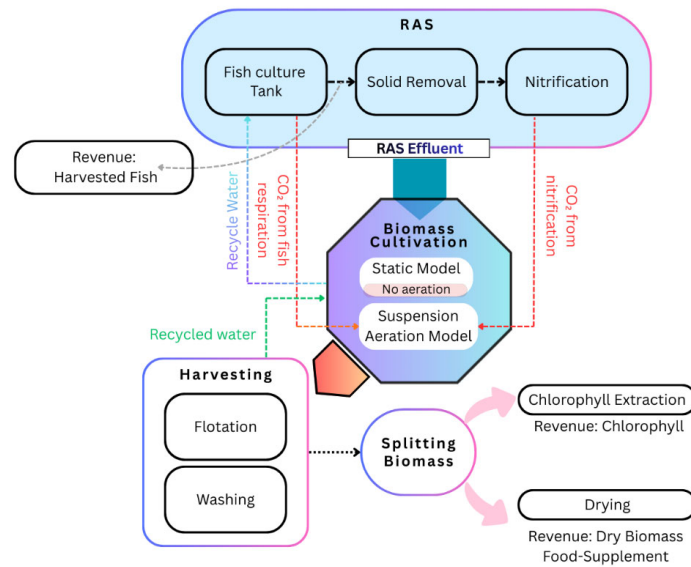 RAS
Fish culture
Tank
Solid Removal
Nitrification
RAS Effluent
Revenue:
Harvested Fish
Recycle Water
CO₂ from fish
respiration
CO₂ from
nitrification
Biomass
Cultivation
Static Model
No aeration
Suspension
Aeration Model
Recycled water
Harvesting
Flotation
Washing
Splitting
Biomass
Chlorophyll Extraction
Revenue: Chlorophyll
Drying
Revenue: Dry Biomass
Food-Supplement